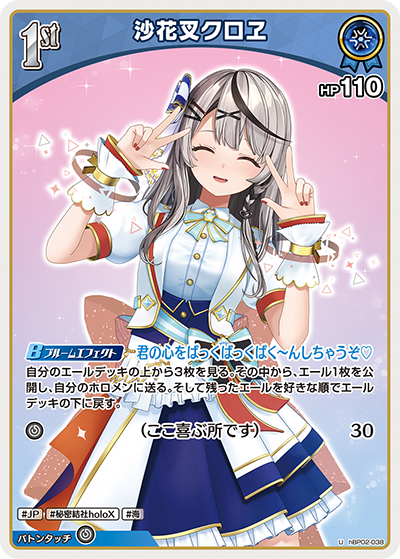 1st
沙花叉クロヱ
HP110
B ブルームエフェクト 君の心をぱっくぱっくばく〜んしちゃうぞ♡
自分のエールデッキの上から3枚を見る。その中から、エール1枚を公
開し、自分のホロメンに送る。そして残ったエールを好きな順でエール
デッキの下に戻す。
(ここ喜ぶ所です) 30
#JP #秘密結社holoX #海
バトンタッチ
U hBP02-038